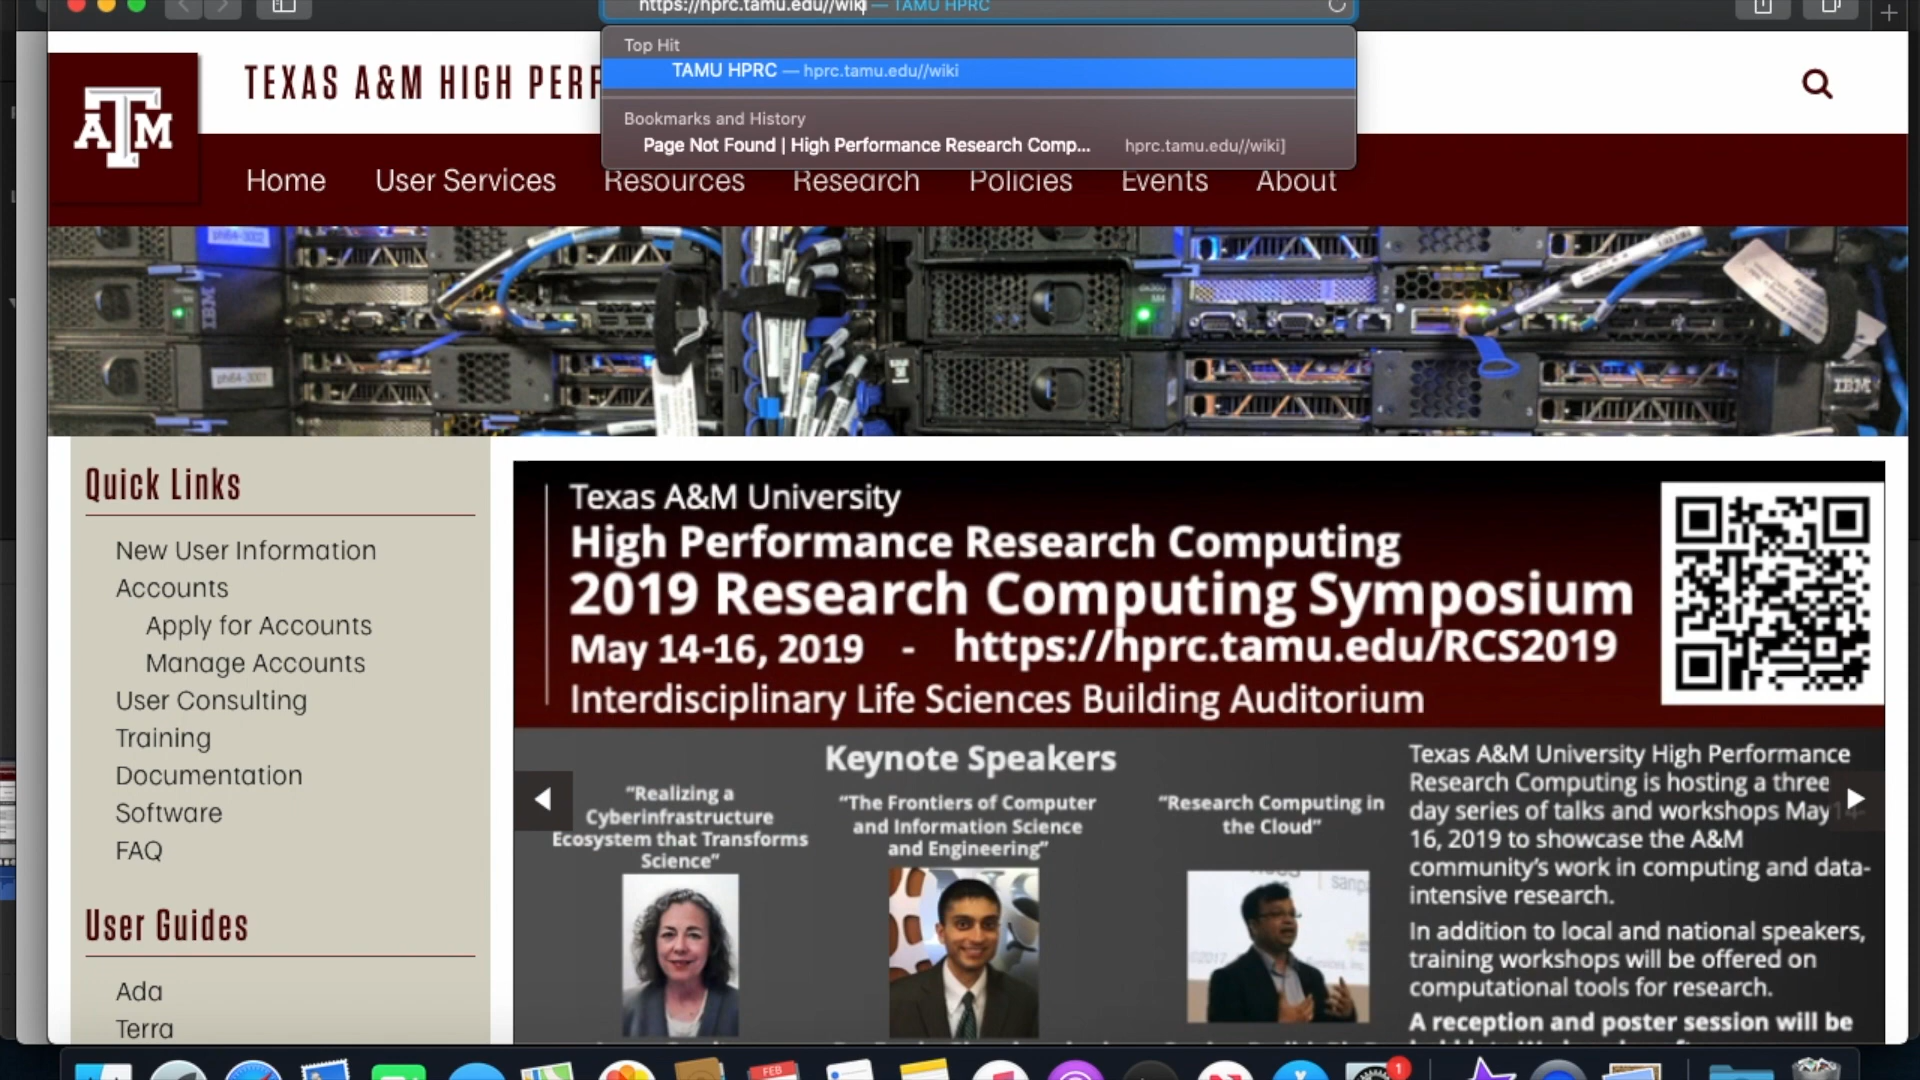 https://hprc.tamu.edu//wiki — TAMU HPRC
Top Hit
TAMU HPRC — hprc.tamu.edu//wiki
Bookmarks and History
Page Not Found | High Performance Research Comp... hprc.tamu.edu//wiki]
TEXAS A&M HIGH PERF
ATM
Home User Services Resources Research Policies Events About
IBM
IBM
Quick Links
New User Information
Accounts
Apply for Accounts
Manage Accounts
User Consulting
Training
Documentation
Software
FAQ
User Guides
Ada
Terra
Texas A&M University
High Performance Research Computing
2019 Research Computing Symposium
May 14-16, 2019 - https://hprc.tamu.edu/RCS2019
Interdisciplinary Life Sciences Building Auditorium
Keynote Speakers
"Realizing a
Cyberinfrastructure
Ecosystem that Transforms
Science"
"The Frontiers of Computer
and Information Science
and Engineering"
"Research Computing in
the Cloud"
Texas A&M University High Performance
Research Computing is hosting a three
day series of talks and workshops May 14-
16, 2019 to showcase the A&M
community's work in computing and data-
intensive research.
In addition to local and national speakers,
training workshops will be offered on
computational tools for research.
A reception and poster session will be
FEB
1